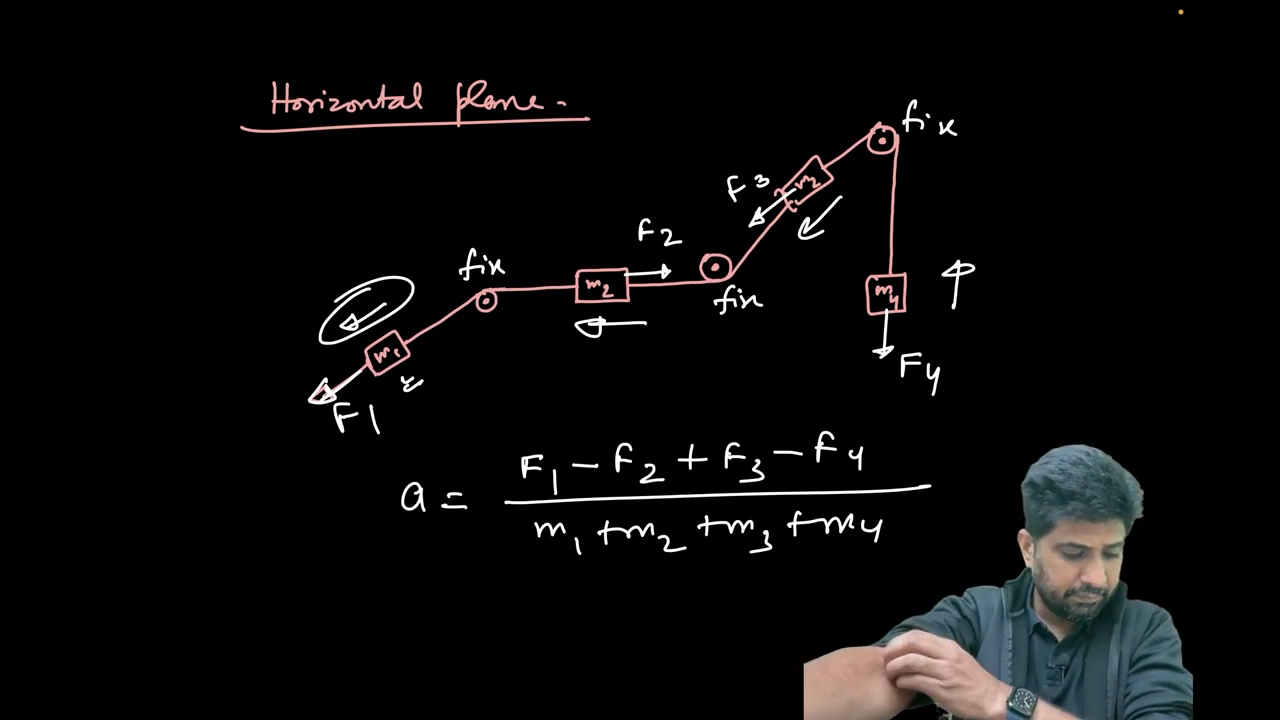 Horizontal plane.
fix
F3
m3
F2
fix
m2
fix
m4
m1
F4
F1
a = F1 - F2 + F3 - F4 / m1 + m2 + m3 + m4